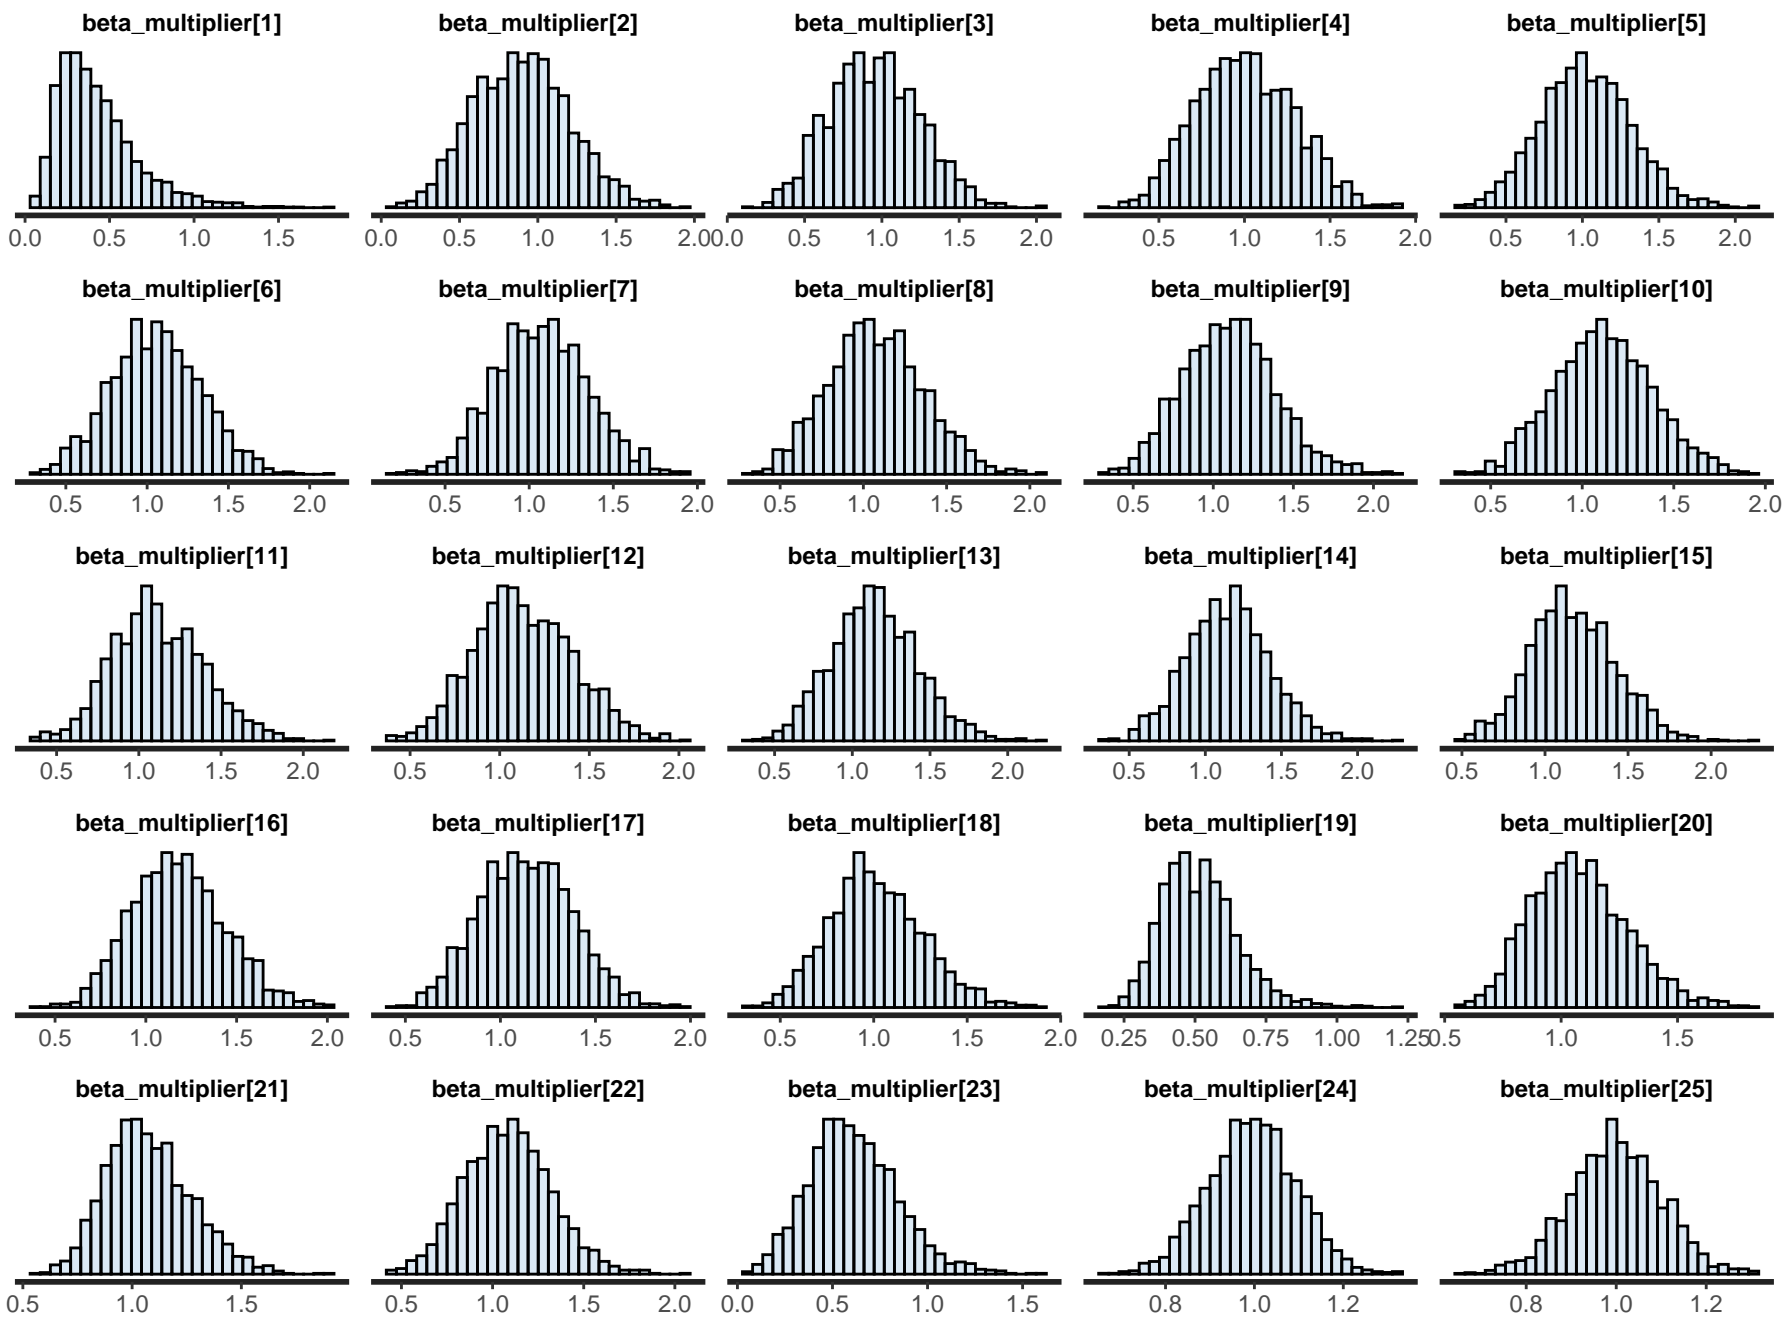 beta_multiplier[1] beta_multiplier[2] beta_multiplier[3] beta_multiplier[4] beta_multiplier[5]
0.0 0.5 1.0 1.5 0.0 0.5 1.0 1.5 2.0 0.0 0.5 1.0 1.5 2.0 0.5 1.0 1.5 2.0 0.5 1.0 1.5 2.0
beta_multiplier[6] beta_multiplier[7] beta_multiplier[8] beta_multiplier[9] beta_multiplier[10]
0.5 1.0 1.5 2.0 0.5 1.0 1.5 2.0 0.5 1.0 1.5 2.0 0.5 1.0 1.5 2.0 0.5 1.0 1.5 2.0
beta_multiplier[11] beta_multiplier[12] beta_multiplier[13] beta_multiplier[14] beta_multiplier[15]
0.5 1.0 1.5 2.0 0.5 1.0 1.5 2.0 0.5 1.0 1.5 2.0 0.5 1.0 1.5 2.0 0.5 1.0 1.5 2.0
beta_multiplier[16] beta_multiplier[17] beta_multiplier[18] beta_multiplier[19] beta_multiplier[20]
0.5 1.0 1.5 2.0 0.5 1.0 1.5 2.0 0.5 1.0 1.5 2.0 0.25 0.50 0.75 1.00 1.25 0.5 1.0 1.5
beta_multiplier[21] beta_multiplier[22] beta_multiplier[23] beta_multiplier[24] beta_multiplier[25]
0.5 1.0 1.5 0.5 1.0 1.5 2.0 0.0 0.5 1.0 1.5 0.8 1.0 1.2 0.8 1.0 1.2